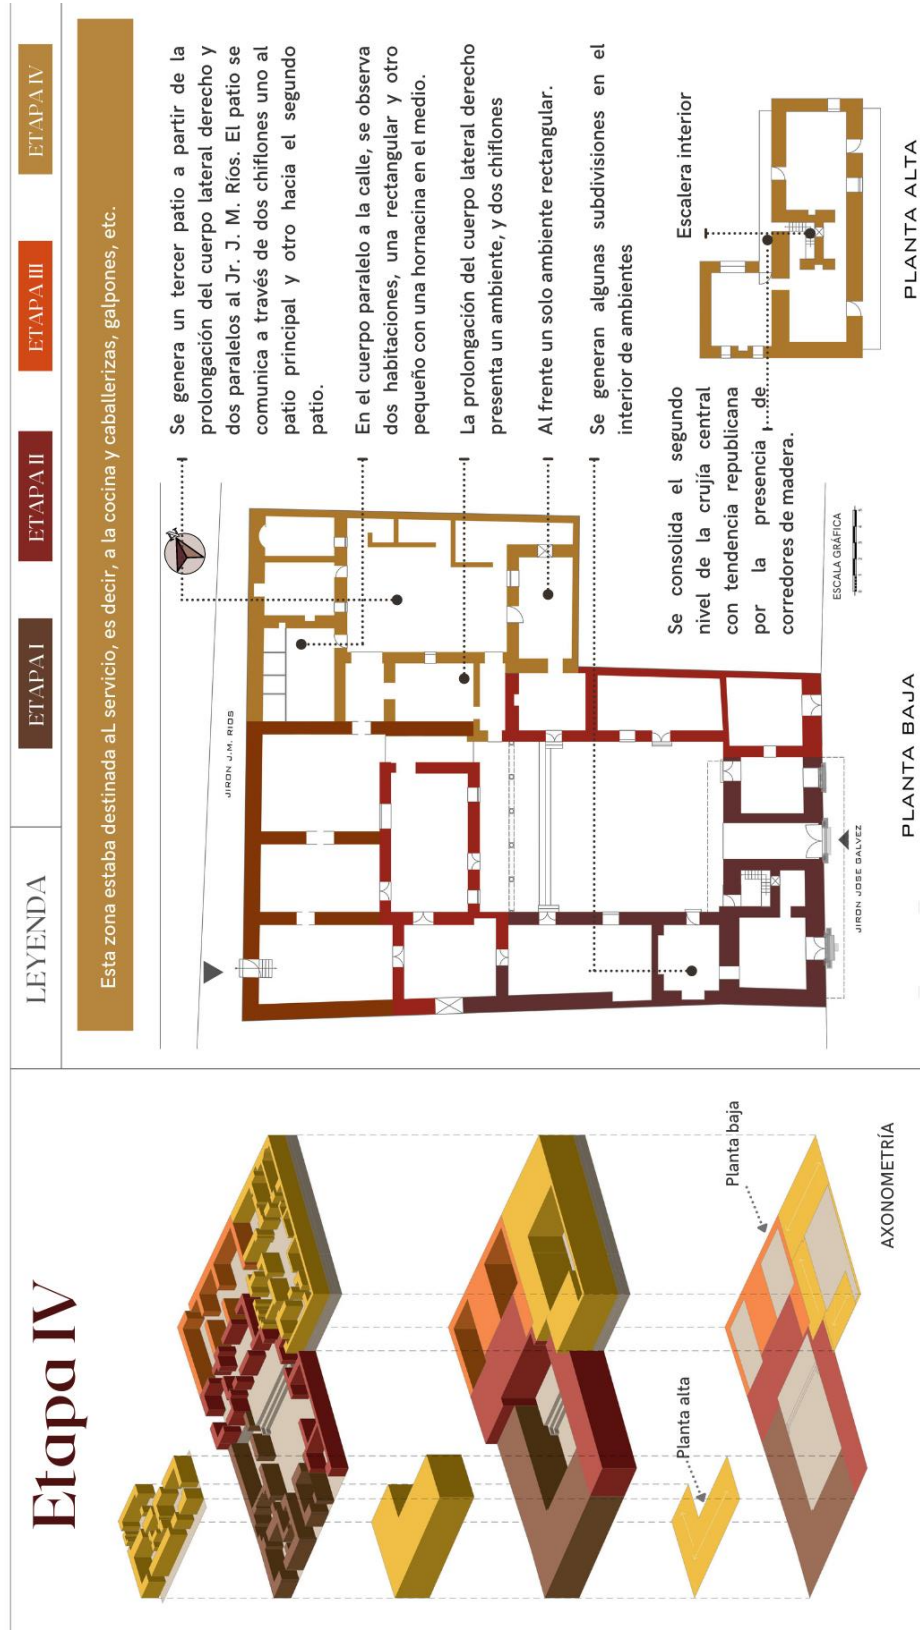 Etapa IV
LEYENDA
ETAPA I
ETAPA II
ETAPA III
ETAPA IV
Esta zona estaba destinada aL servicio, es decir, a la cocina y caballerizas, galpones, etc.
Se genera un tercer patio a partir de la
prolongación del cuerpo lateral derecho y
dos paralelos al Jr. J. M. Ríos. El patio se
comunica a través de dos chiflones uno al
patio principal y otro hacia el segundo
patio.
En el cuerpo paralelo a la calle, se observa
dos habitaciones, una rectangular y otro
pequeño con una hornacina en el medio.
La prolongación del cuerpo lateral derecho
presenta un ambiente, y dos chiflones
Al frente un solo ambiente rectangular.
Se generan algunas subdivisiones en el
interior de ambientes
Se consolida el segundo
nivel de la crujía central
con tendencia republicana
por la presencia de
corredores de madera.
Escalera interior
JIRON J.M. RIOS
JIRON JOSE GALVEZ
ESCALA GRÁFICA
PLANTA BAJA
PLANTA ALTA
Planta alta
Planta baja
AXONOMETRÍA